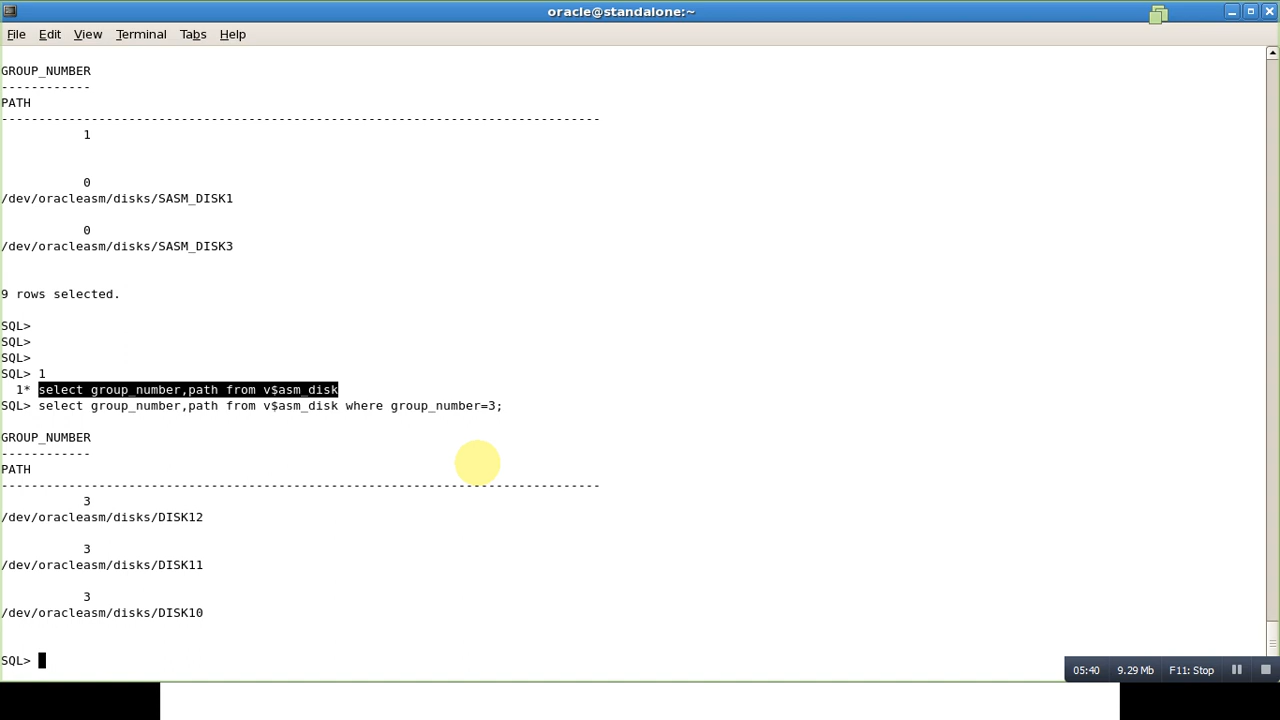 oracle@standalone:~
File Edit View Terminal Tabs Help
GROUP_NUMBER
------------
PATH
--------------------------------------------------------------------------------
1
0
/dev/oracleasm/disks/SASM_DISK1
0
/dev/oracleasm/disks/SASM_DISK3
9 rows selected.
SQL>
SQL>
SQL>
SQL> 1
1* select group_number,path from v$asm_disk
SQL> select group_number,path from v$asm_disk where group_number=3;
GROUP_NUMBER
------------
PATH
--------------------------------------------------------------------------------
3
/dev/oracleasm/disks/DISK12
3
/dev/oracleasm/disks/DISK11
3
/dev/oracleasm/disks/DISK10
SQL>
05:40 9.29 Mb F11: Stop